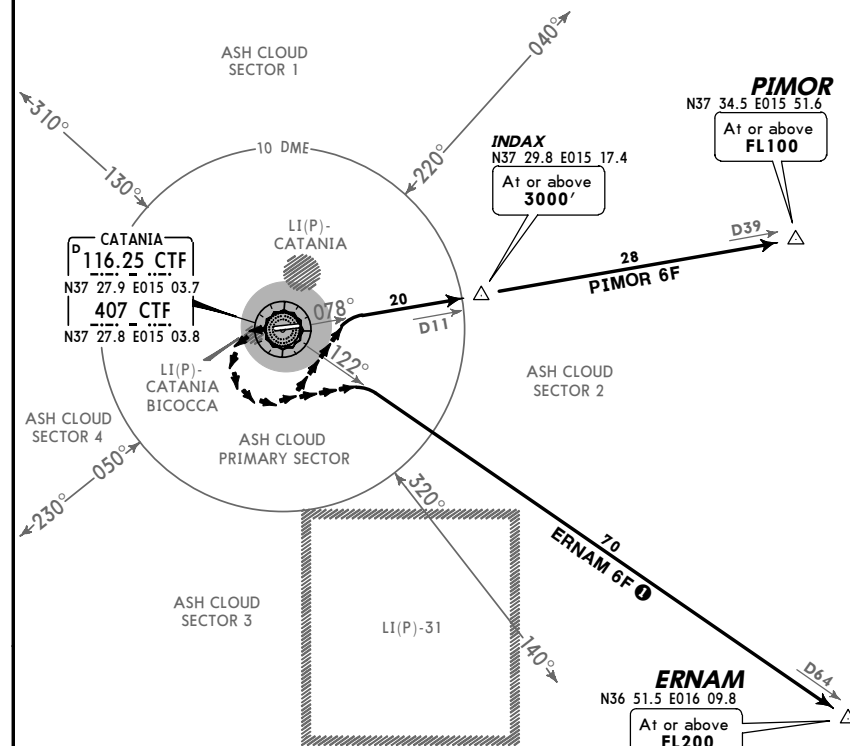 ASH CLOUD
SECTOR 1
040°
PIMOR
N37 34.5 E015 51.6
At or above
FL100
310°
10 DME
130°
220°
INDAX
N37 29.8 E015 17.4
At or above
3000'
LI(P)-
CATANIA
CATANIA
D 116.25 CTF
N37 27.9 E015 03.7
407 CTF
N37 27.8 E015 03.8
D39
28
PIMOR 6F
078°
20
D11
122°
LI(P)-
CATANIA
BICOCCA
ASH CLOUD
SECTOR 2
ASH CLOUD
SECTOR 4
ASH CLOUD
PRIMARY SECTOR
050°
230°
320°
70
ERNAM 6F 1
ASH CLOUD
SECTOR 3
LI(P)-31
140°
D64
ERNAM
N36 51.5 E016 09.8
At or above
FL200